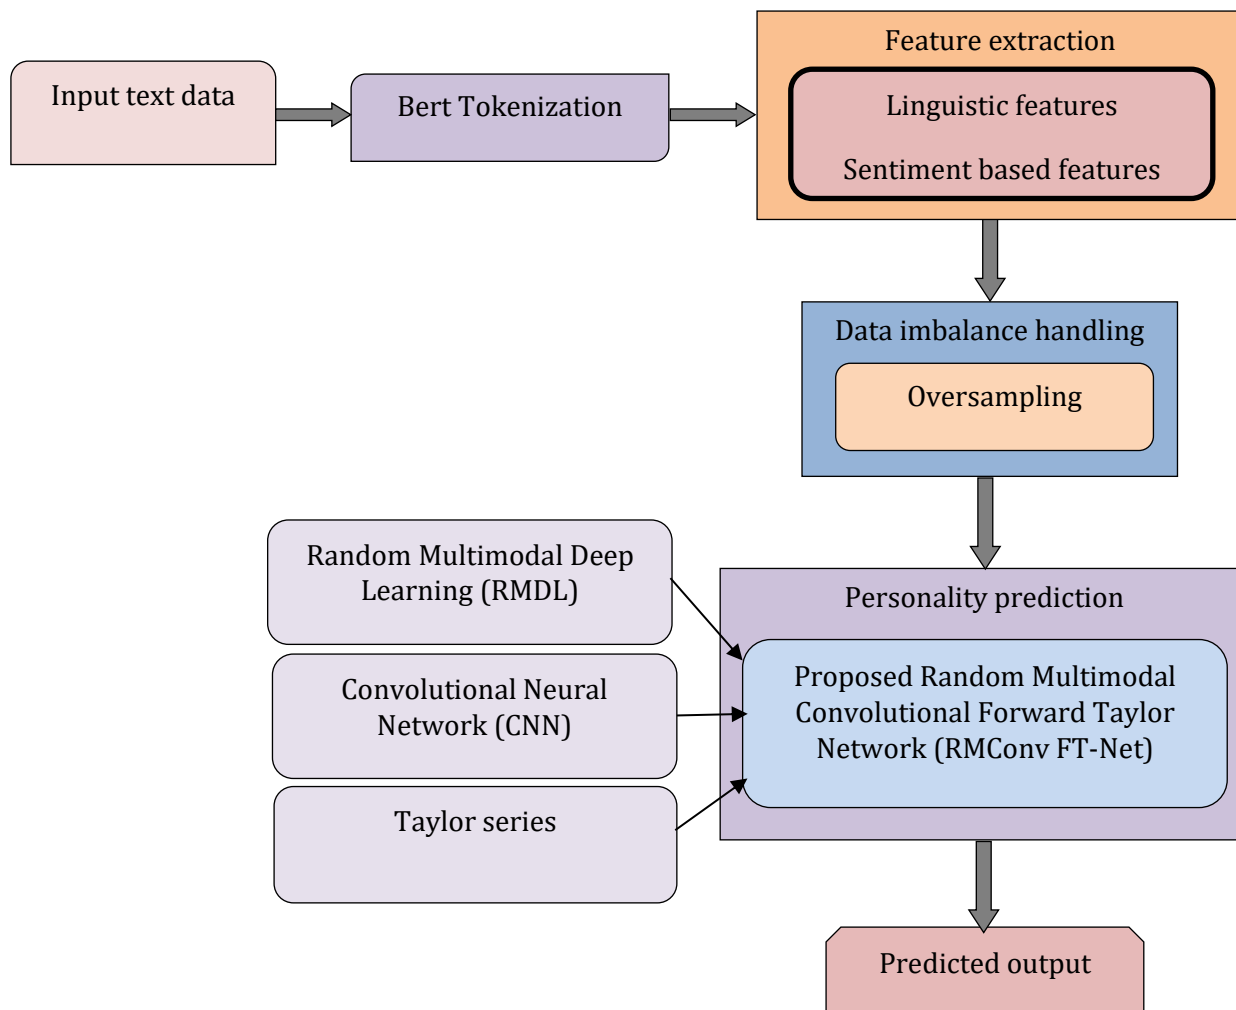 Input text data
Bert Tokenization
Feature extraction
Linguistic features
Sentiment based features
Data imbalance handling
Oversampling
Random Multimodal Deep
Learning (RMDL)
Convolutional Neural
Network (CNN)
Taylor series
Personality prediction
Proposed Random Multimodal
Convolutional Forward Taylor
Network (RMConv FT-Net)
Predicted output